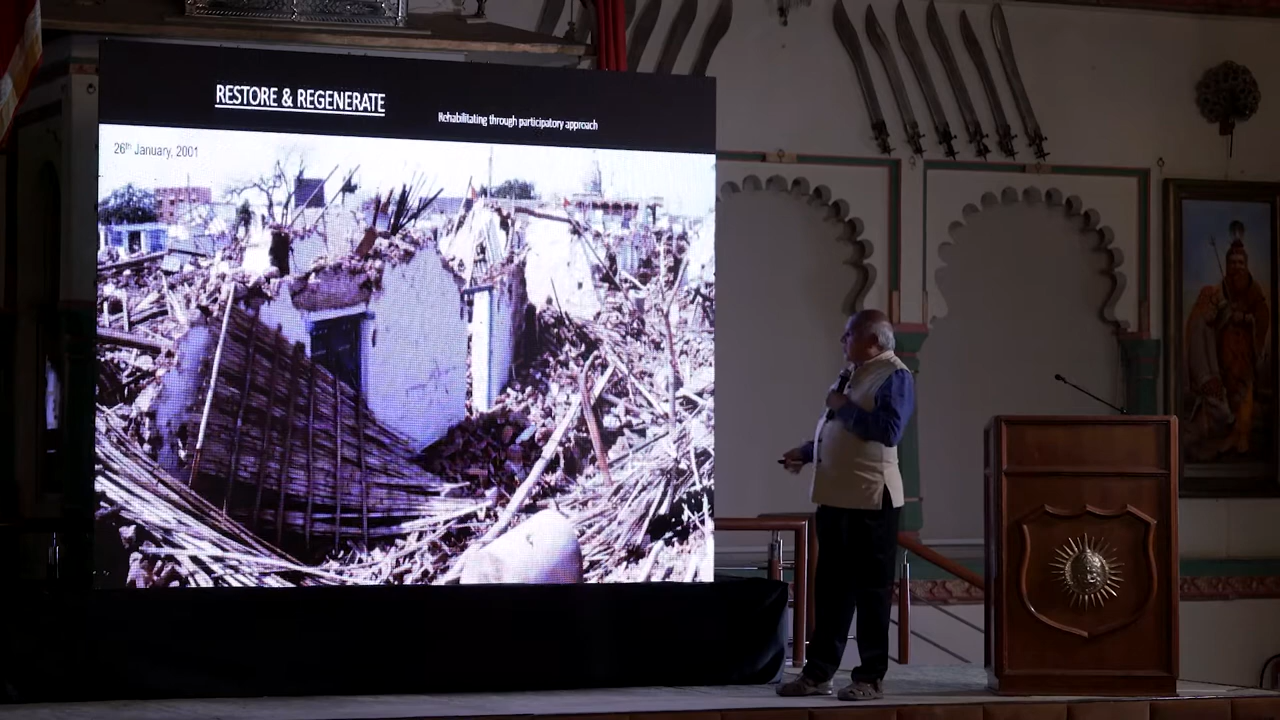 RESTORE & REGENERATE
Rehabilitating through participatory approach
26th January, 2001